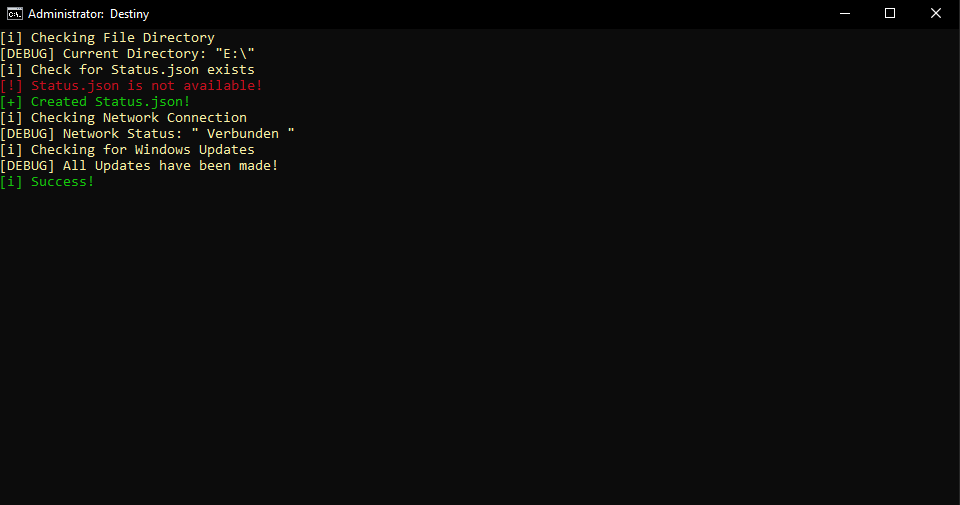 Administrator: Destiny
[i] Checking File Directory
[DEBUG] Current Directory: "E:\"
[i] Check for Status.json exists
[!] Status.json is not available!
[+] Created Status.json!
[i] Checking Network Connection
[DEBUG] Network Status: " Verbunden "
[i] Checking for Windows Updates
[DEBUG] All Updates have been made!
[i] Success!